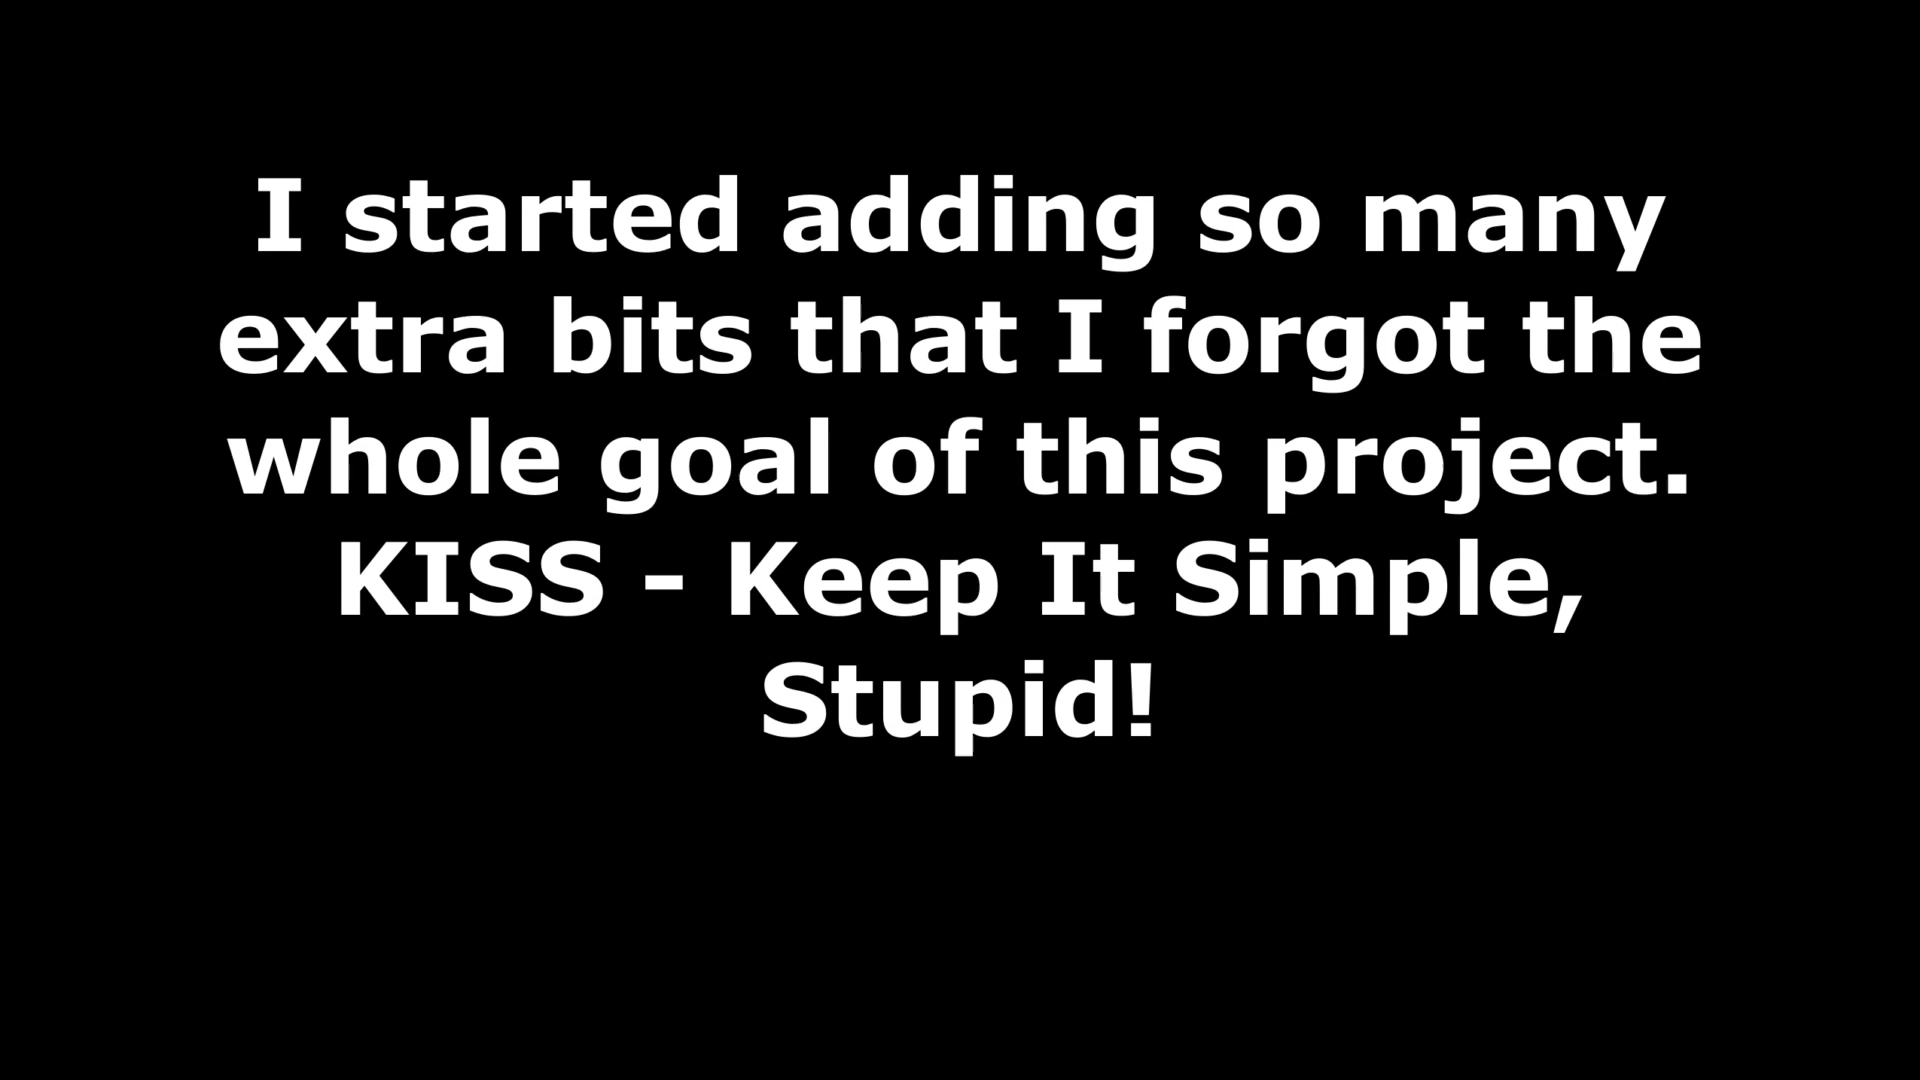 I started adding so many
extra bits that I forgot the
whole goal of this project.
KISS - Keep It Simple,
Stupid!